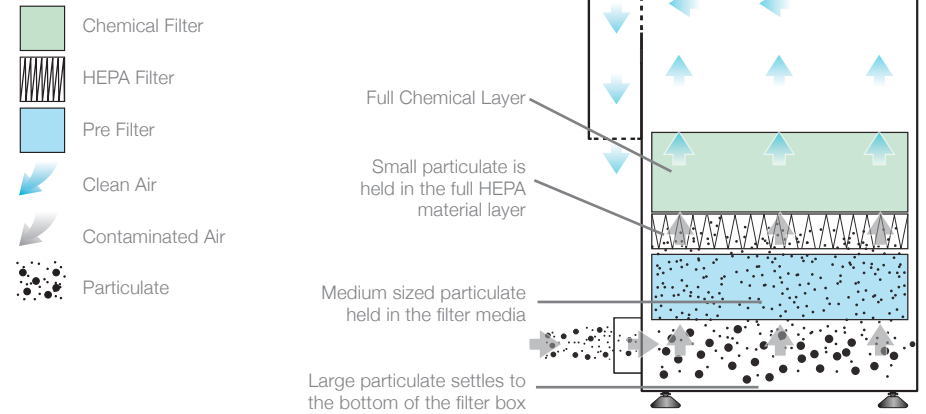 Chemical Filter
HEPA Filter
Pre Filter
Clean Air
Contaminated Air
Particulate
Full Chemical Layer
Small particulate is
held in the full HEPA
material layer
Medium sized particulate
held in the filter media
Large particulate settles to
the bottom of the filter box